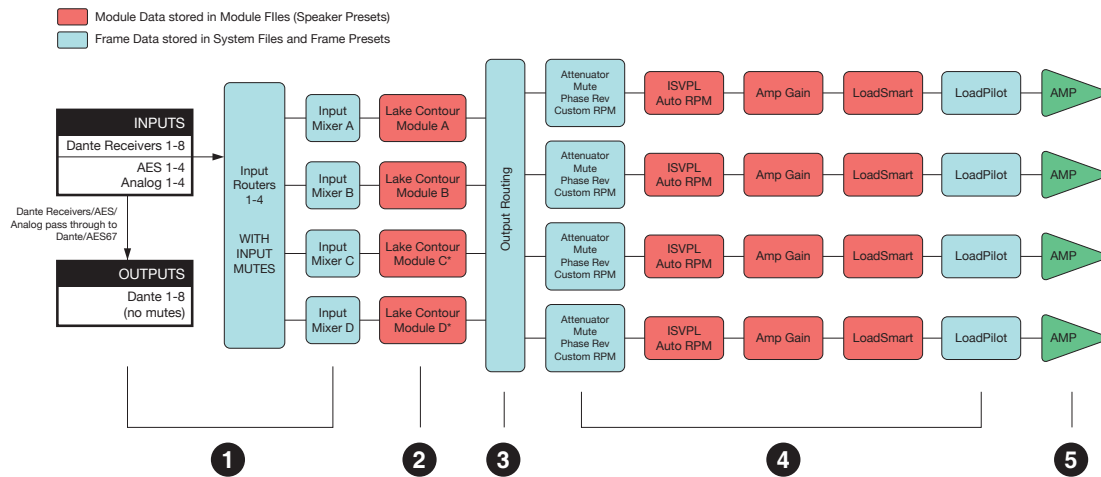 Module Data stored in Module FIles (Speaker Presets)
Frame Data stored in System Files and Frame Presets
INPUTS
Dante Receivers 1-8
AES 1-4
Analog 1-4
Dante Receivers/AES/
Analog pass through to
Dante/AES67
OUTPUTS
Dante 1-8
(no mutes)
Input
Routers
1-4
WITH
INPUT
MUTES
Input
Mixer A
Input
Mixer B
Input
Mixer C
Input
Mixer D
Lake Contour
Module A
Lake Contour
Module B
Lake Contour
Module C*
Lake Contour
Module D*
Output Routing
Attenuator
Mute
Phase Rev
Custom RPM
ISVPL
Auto RPM
Amp Gain
LoadSmart
LoadPilot
AMP
Attenuator
Mute
Phase Rev
Custom RPM
ISVPL
Auto RPM
Amp Gain
LoadSmart
LoadPilot
AMP
Attenuator
Mute
Phase Rev
Custom RPM
ISVPL
Auto RPM
Amp Gain
LoadSmart
LoadPilot
AMP
Attenuator
Mute
Phase Rev
Custom RPM
ISVPL
Auto RPM
Amp Gain
LoadSmart
LoadPilot
AMP
1
2
3
4
5